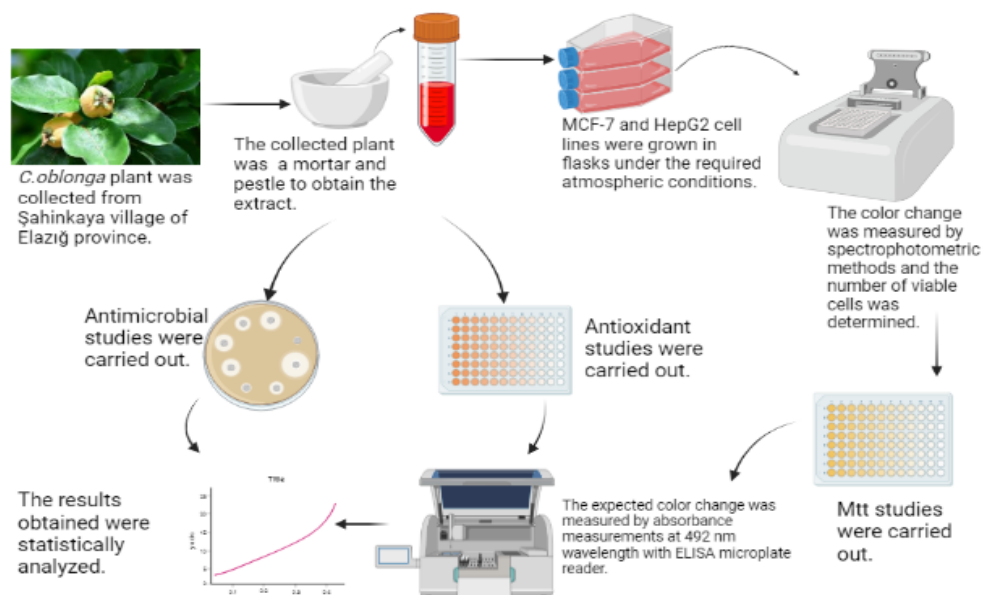 C.oblonga plant was
collected from
Şahinkaya village of
Elazığ province.
The collected plant
was a mortar and
pestle to obtain the
extract.
MCF-7 and HepG2 cell
lines were grown in
flasks under the required
atmospheric conditions.
The color change
was measured by
spectrophotometric
methods and the
number of viable
cells was
determined.
Antimicrobial
studies were
carried out.
Antioxidant
studies were
carried out.
Mtt studies
were carried
out.
The expected color change was
measured by absorbance
measurements at 492 nm
wavelength with ELISA microplate
reader.
Title
The results
obtained were
statistically
analyzed.